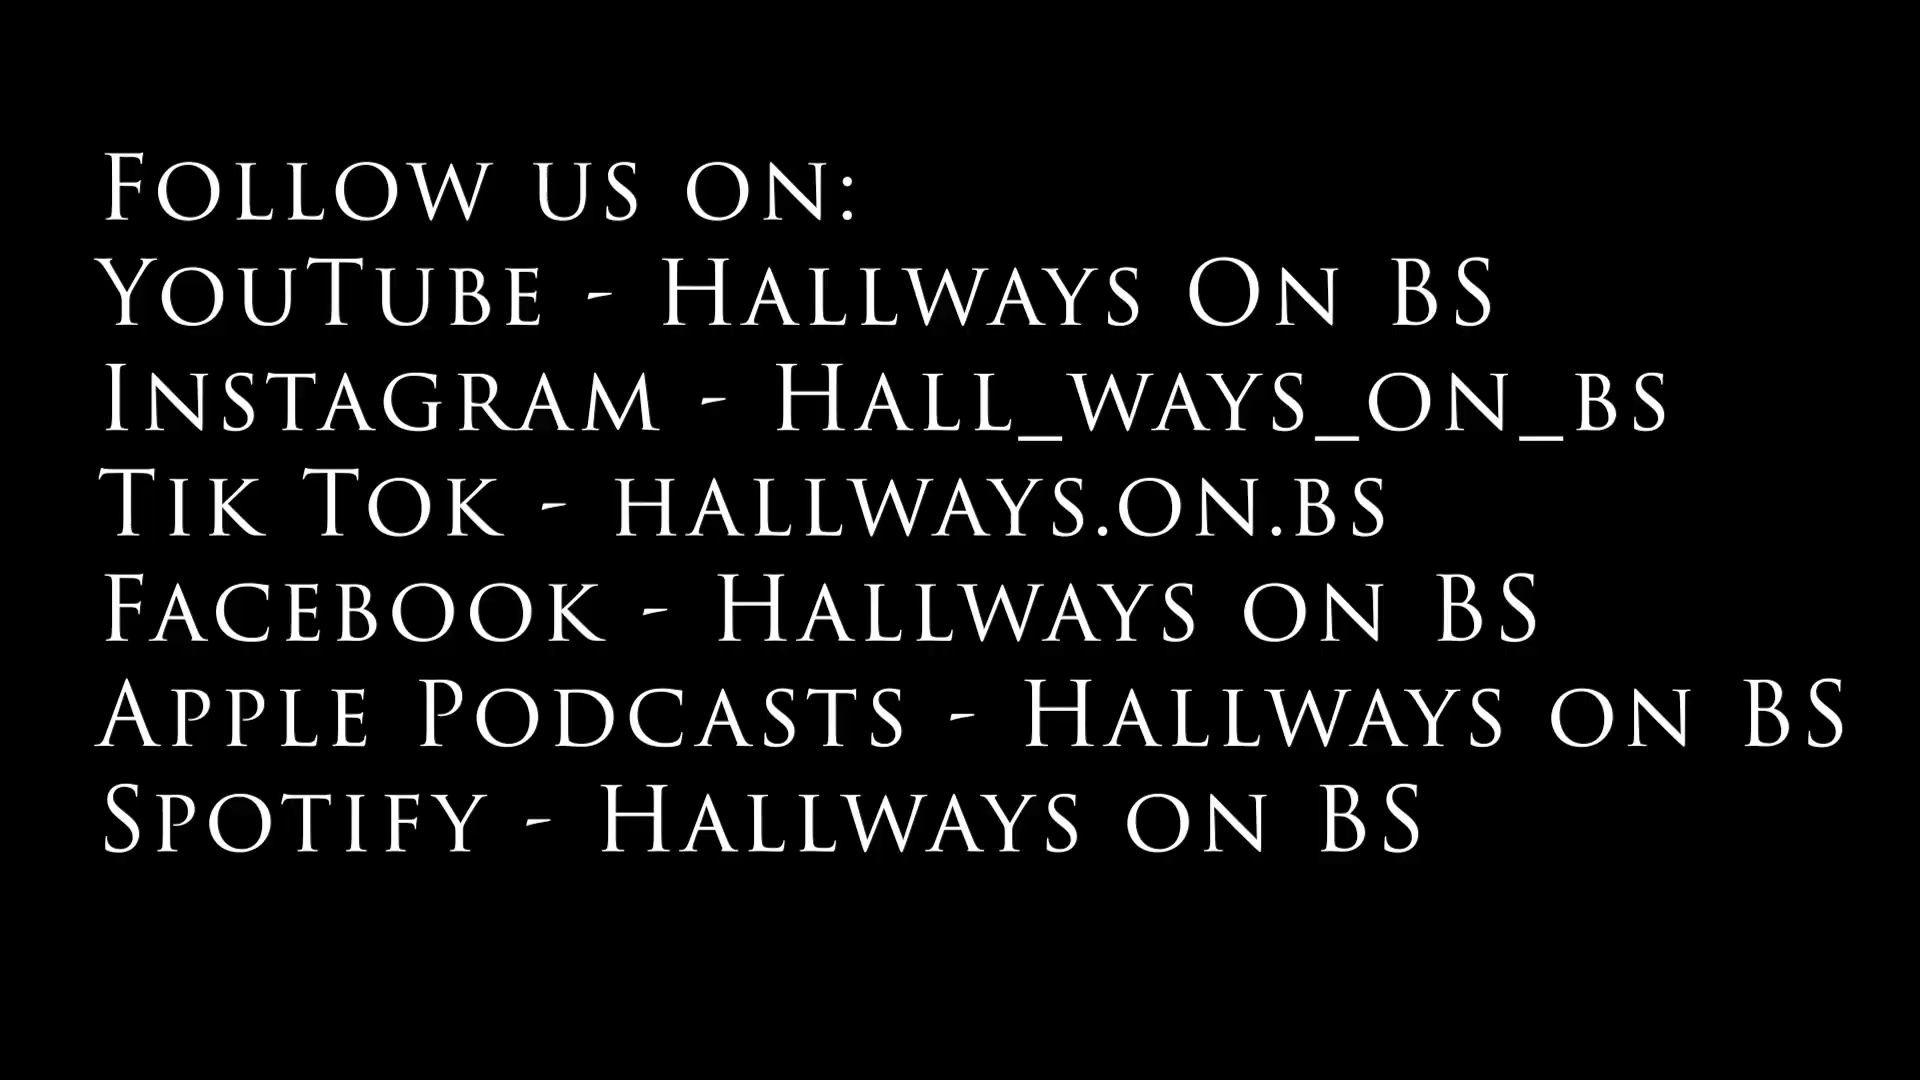 Follow us on:
YouTube - Hallways On BS
Instagram - Hall_ways_on_bs
Tik Tok - hallways.on.bs
Facebook - Hallways on BS
Apple Podcasts - Hallways on BS
Spotify - Hallways on BS